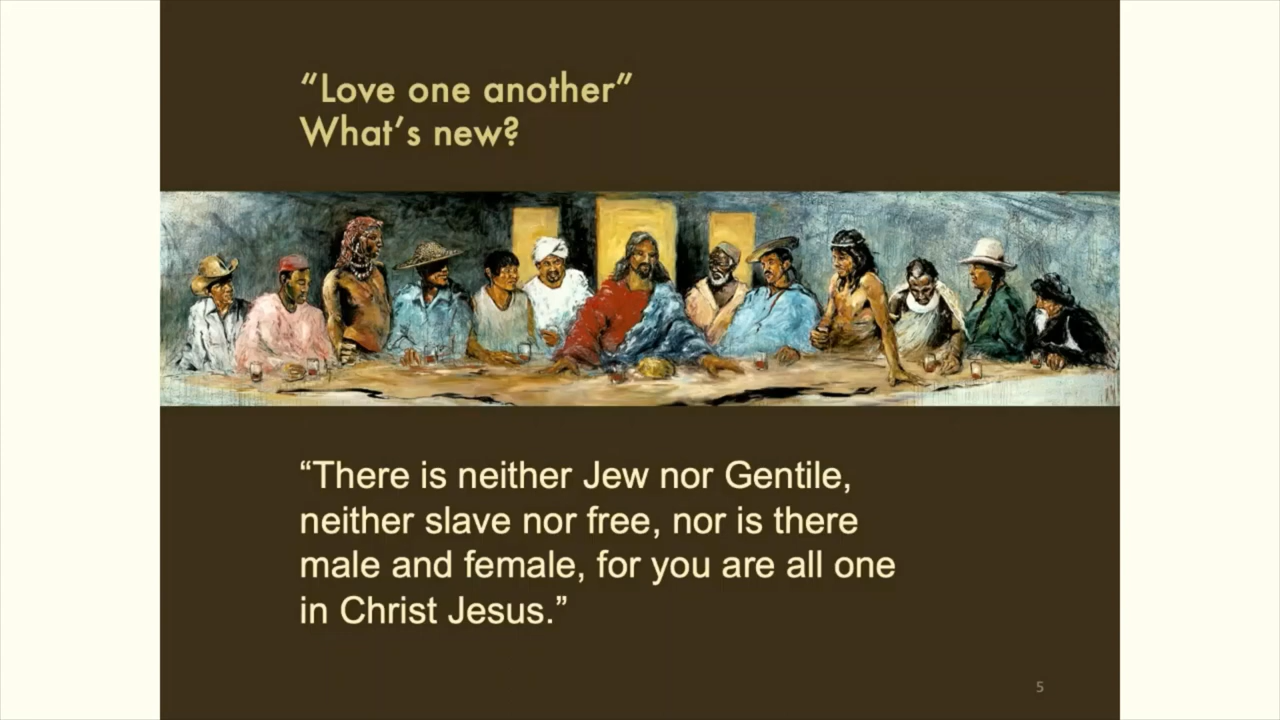 “Love one another”
What’s new?
“There is neither Jew nor Gentile,
neither slave nor free, nor is there
male and female, for you are all one
in Christ Jesus.”
5